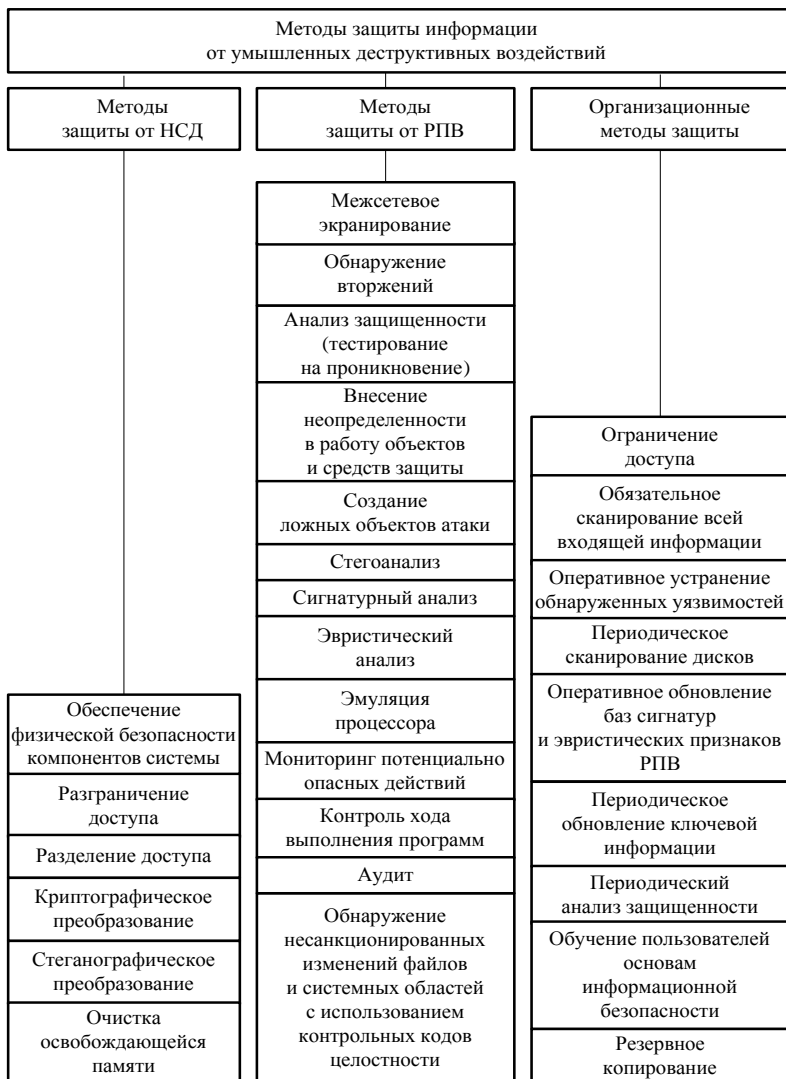 Методы защиты информации
от умышленных деструктивных воздействий
Методы
защиты от НСД
Методы
защиты от РПВ
Организационные
методы защиты
Обеспечение
физической безопасности
компонентов системы
Разграничение
доступа
Разделение доступа
Криптографическое
преобразование
Стеганографическое
преобразование
Очистка
освобождающейся
памяти
Межсетевое
экранирование
Обнаружение
вторжений
Анализ защищенности
(тестирование
на проникновение)
Внесение
неопределенности
в работу объектов
и средств защиты
Создание
ложных объектов атаки
Стегоанализ
Сигнатурный анализ
Эвристический
анализ
Эмуляция
процессора
Мониторинг потенциально
опасных действий
Контроль хода
выполнения программ
Аудит
Обнаружение
несанкционированных
изменений файлов
и системных областей
с использованием
контрольных кодов
целостности
Ограничение
доступа
Обязательное
сканирование всей
входящей информации
Оперативное устранение
обнаруженных уязвимостей
Периодическое
сканирование дисков
Оперативное обновление
баз сигнатур
и эвристических признаков
РПВ
Периодическое
обновление ключевой
информации
Периодический
анализ защищенности
Обучение пользователей
основам
информационной
безопасности
Резервное
копирование